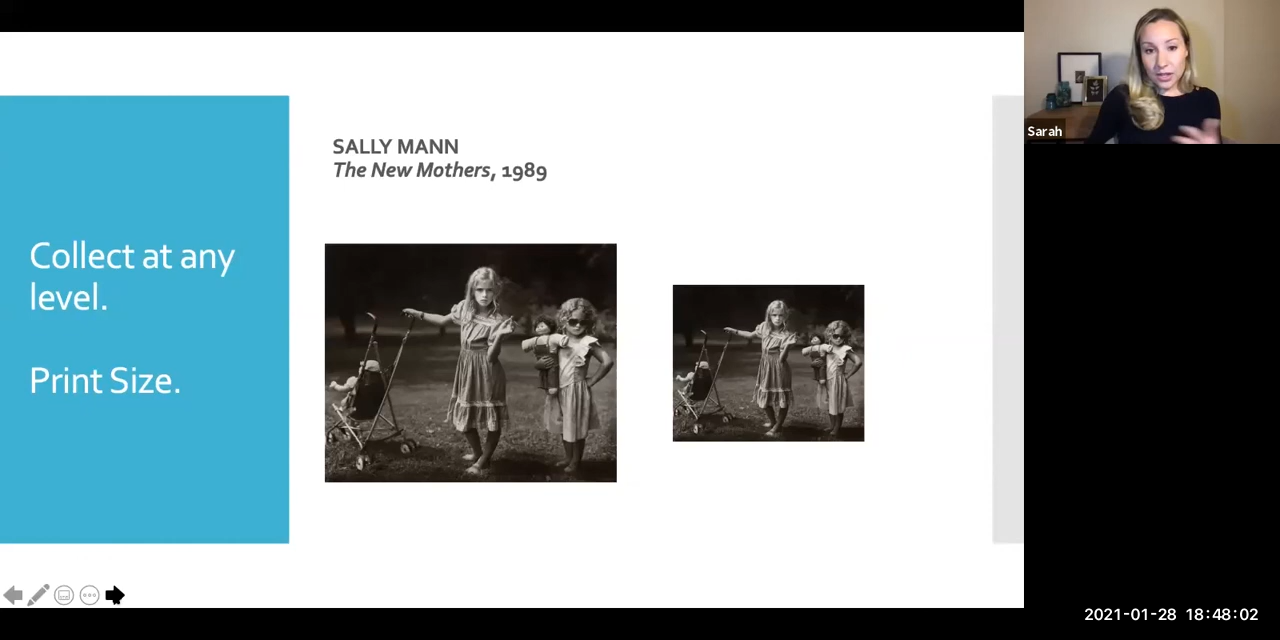 SALLY MANN
The New Mothers, 1989
Collect at any
level.
Print Size.
Sarah
2021-01-28 18:48:02